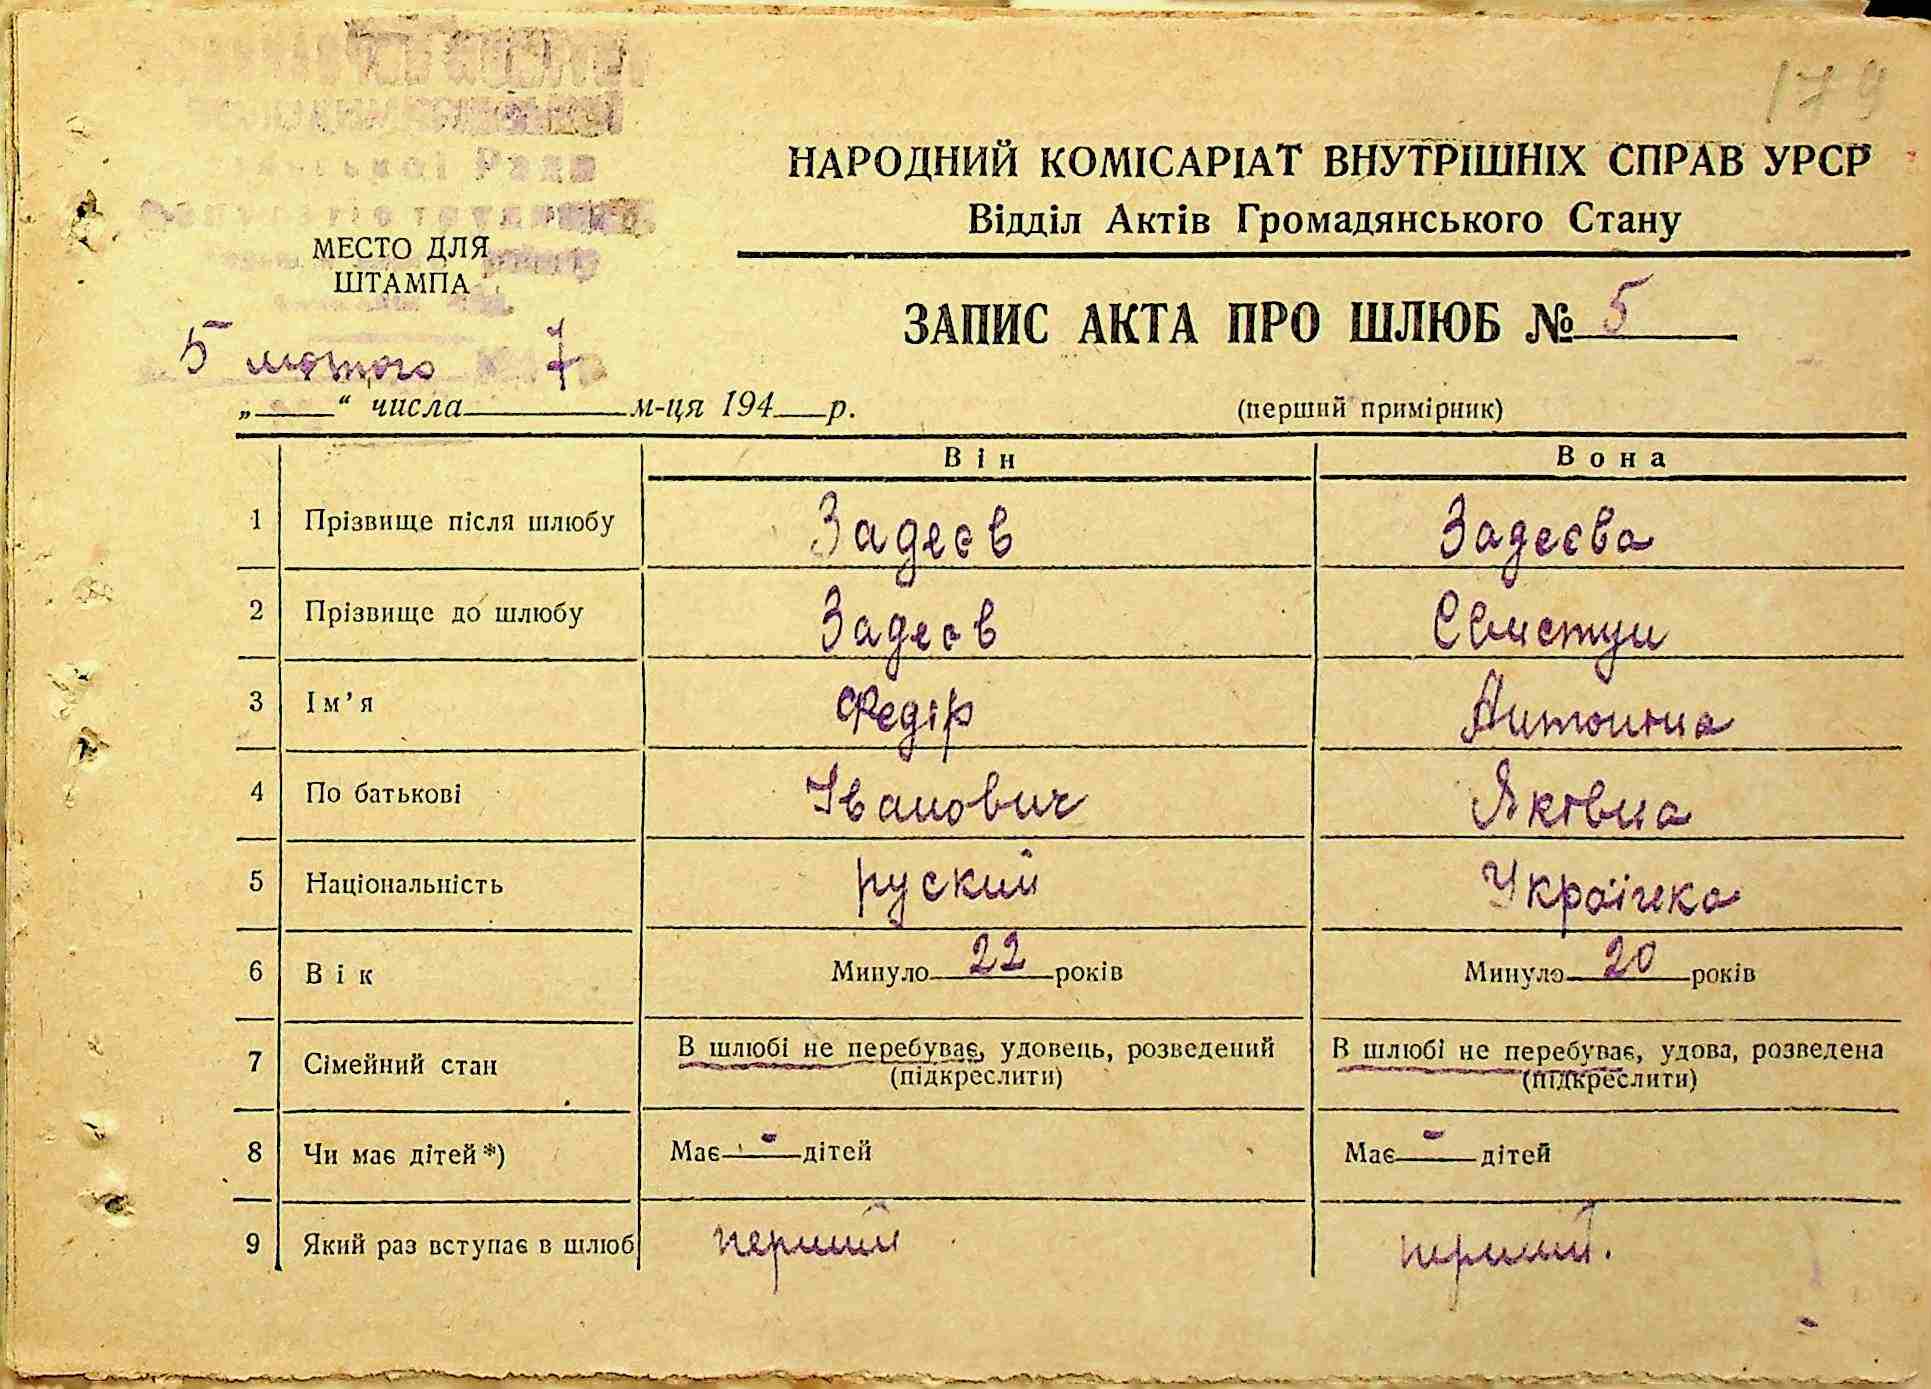 179
НАРОДНИЙ КОМІСАРІАТ ВНУТРІШНІХ СПРАВ УРСР
Відділ Актів Громадянського Стану
МЕСТО ДЛЯ
ШТАМПА
ЗАПИС АКТА ПРО ШЛЮБ № 5
5 лютого 7
„ “ числа м-ця 194 р.
(перший примірник)
Він Вона
1 Прізвище після шлюбу Задеєв Задеєва
2 Прізвище до шлюбу Задеєв
3 Ім’я Федір Антоніна
4 По батькові Іванович Яківна
5 Національність руский Українка
6 Вік Минуло 22 років Минуло 20 років
7 Сімейний стан В шлюбі не перебуває, удовець, розведений В шлюбі не перебуває, удова, розведена
(підкреслити) (підкреслити)
8 Чи має дітей*) Має - дітей Має - дітей
9 Який раз вступає в шлюб перший перший.